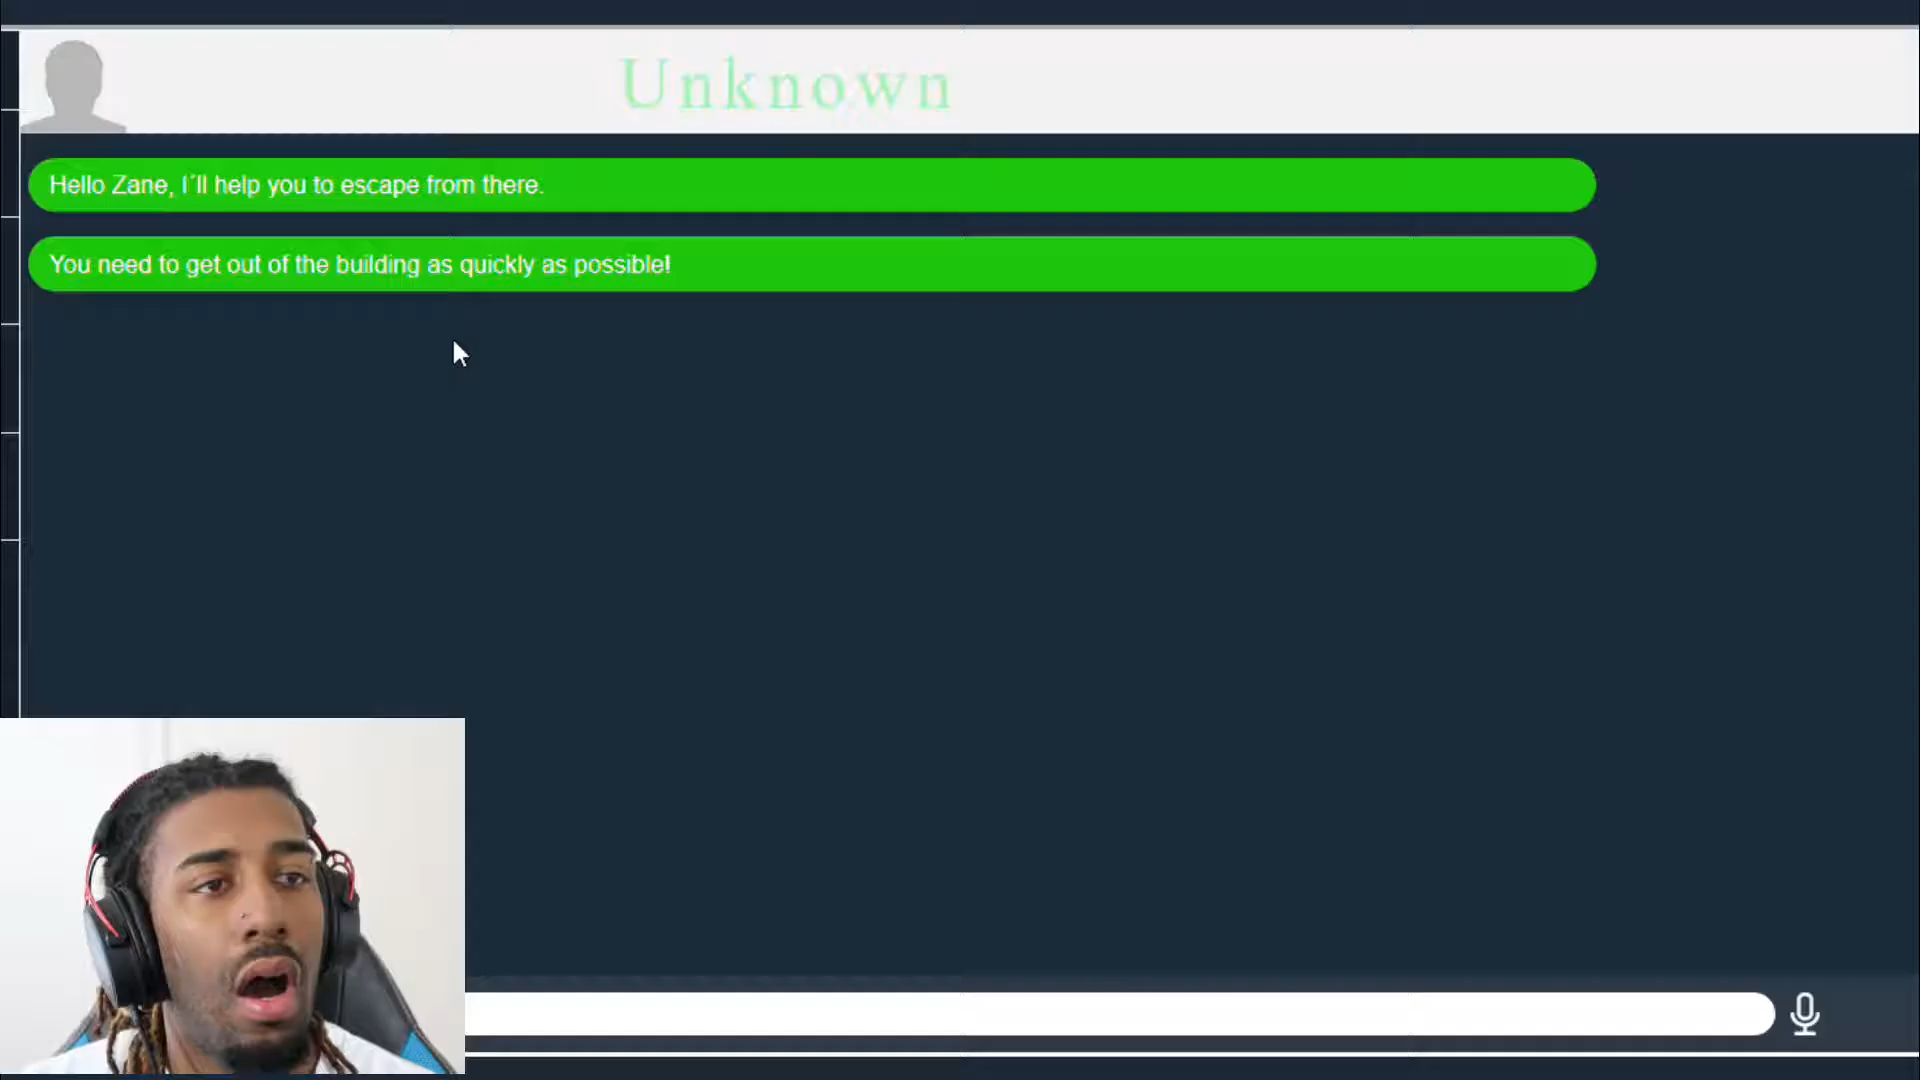 Unknown
Hello Zane, I´ll help you to escape from there.
You need to get out of the building as quickly as possible!